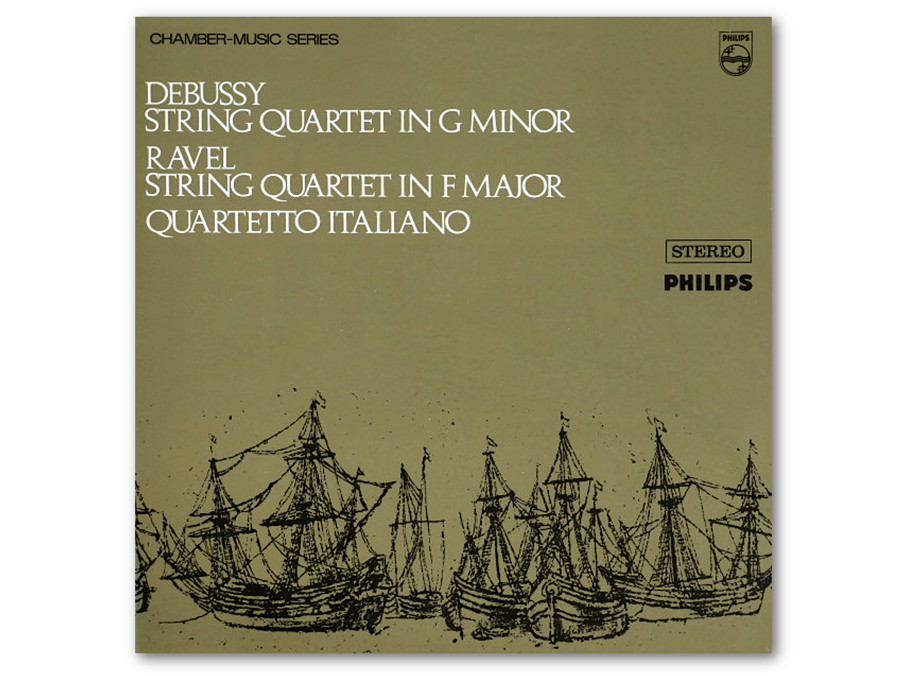 CHAMBER-MUSIC SERIES
PHILIPS
DEBUSSY
STRING QUARTET IN G MINOR
RAVEL
STRING QUARTET IN F MAJOR
QUARTETTO ITALIANO
STEREO
PHILIPS